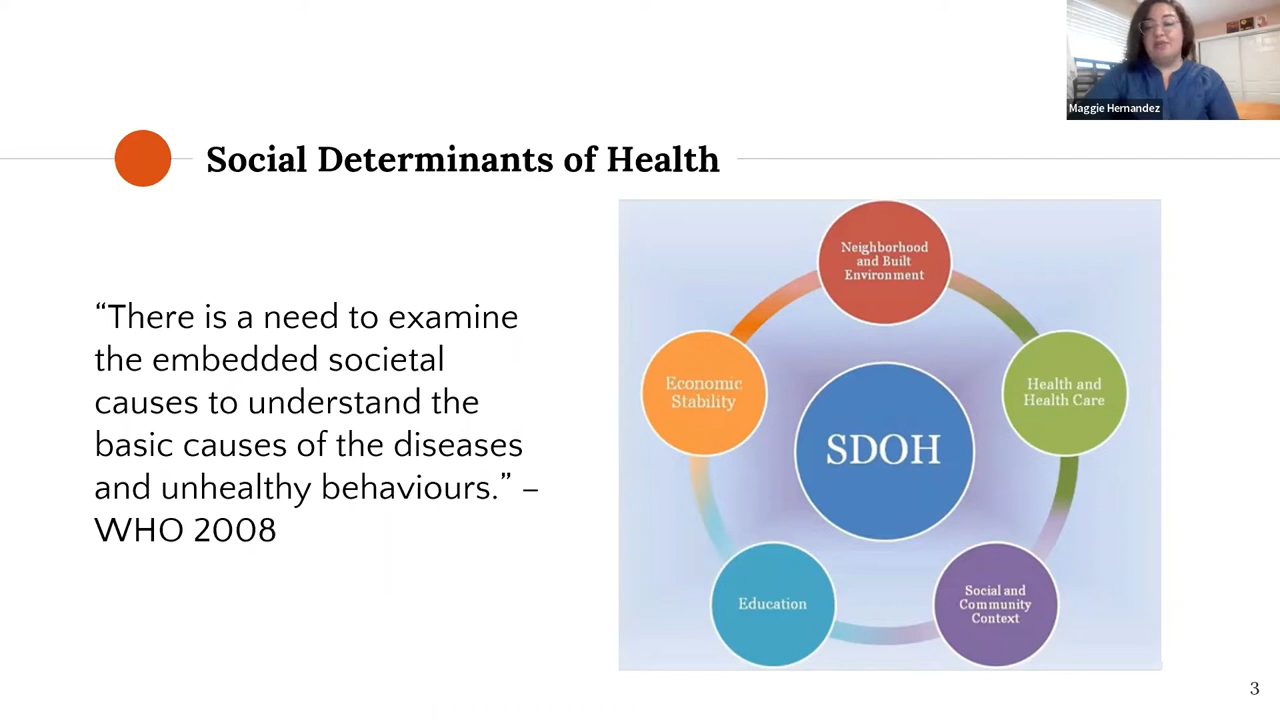 Maggie Hernandez
Social Determinants of Health
“There is a need to examine
the embedded societal
causes to understand the
basic causes of the diseases
and unhealthy behaviours.” –
WHO 2008
Neighborhood
and Built
Environment
Economic
Stability
Health and
Health Care
SDOH
Education
Social and
Community
Context
3